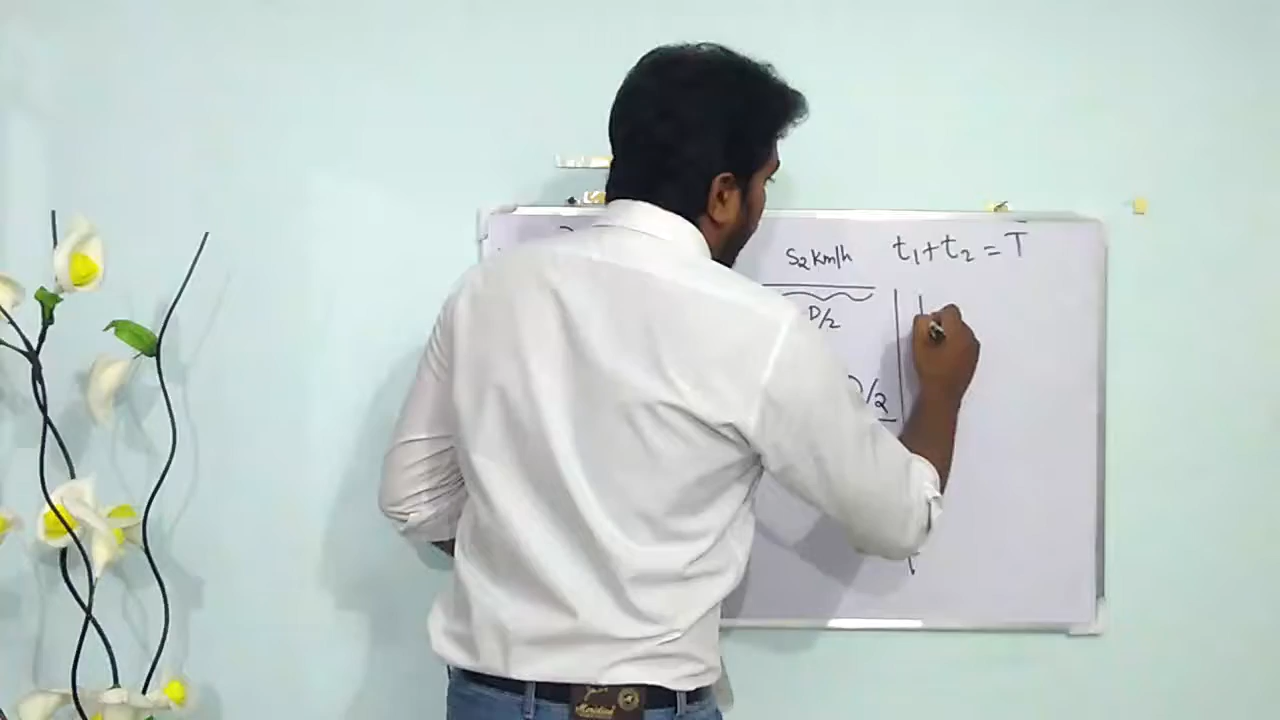 S₂ km/h
t₁ + t₂ = T
D/2
D/2